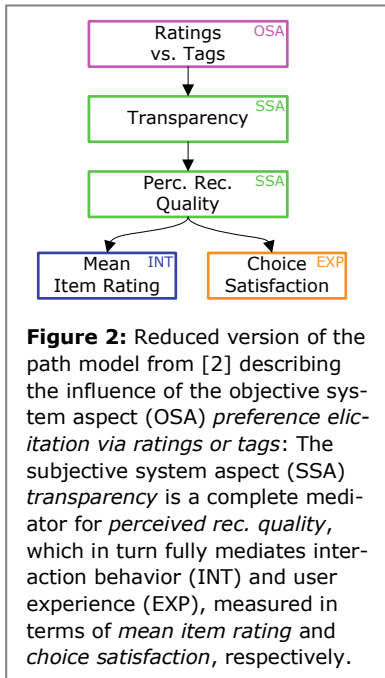 Ratings OSA
vs. Tags
SSA
Transparency
Perc. Rec. SSA
Quality
Mean INT
Item Rating
Choice EXP
Satisfaction
Figure 2: Reduced version of the
path model from [2] describing
the influence of the objective sys-
tem aspect (OSA) preference elic-
itation via ratings or tags: The
subjective system aspect (SSA)
transparency is a complete medi-
ator for perceived rec. quality,
which in turn fully mediates inter-
action behavior (INT) and user
experience (EXP), measured in
terms of mean item rating and
choice satisfaction, respectively.